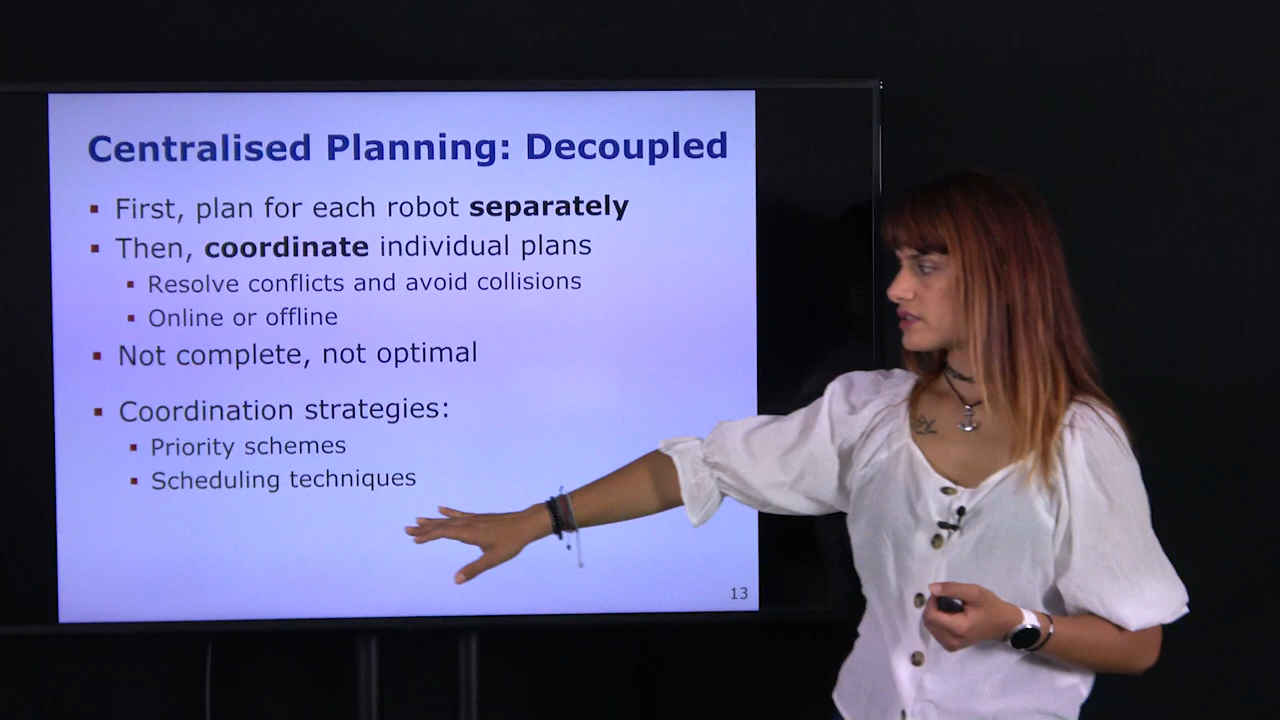 Centralised Planning: Decoupled
▪ First, plan for each robot separately
▪ Then, coordinate individual plans
▪ Resolve conflicts and avoid collisions
▪ Online or offline
▪ Not complete, not optimal
▪ Coordination strategies:
▪ Priority schemes
▪ Scheduling techniques
13